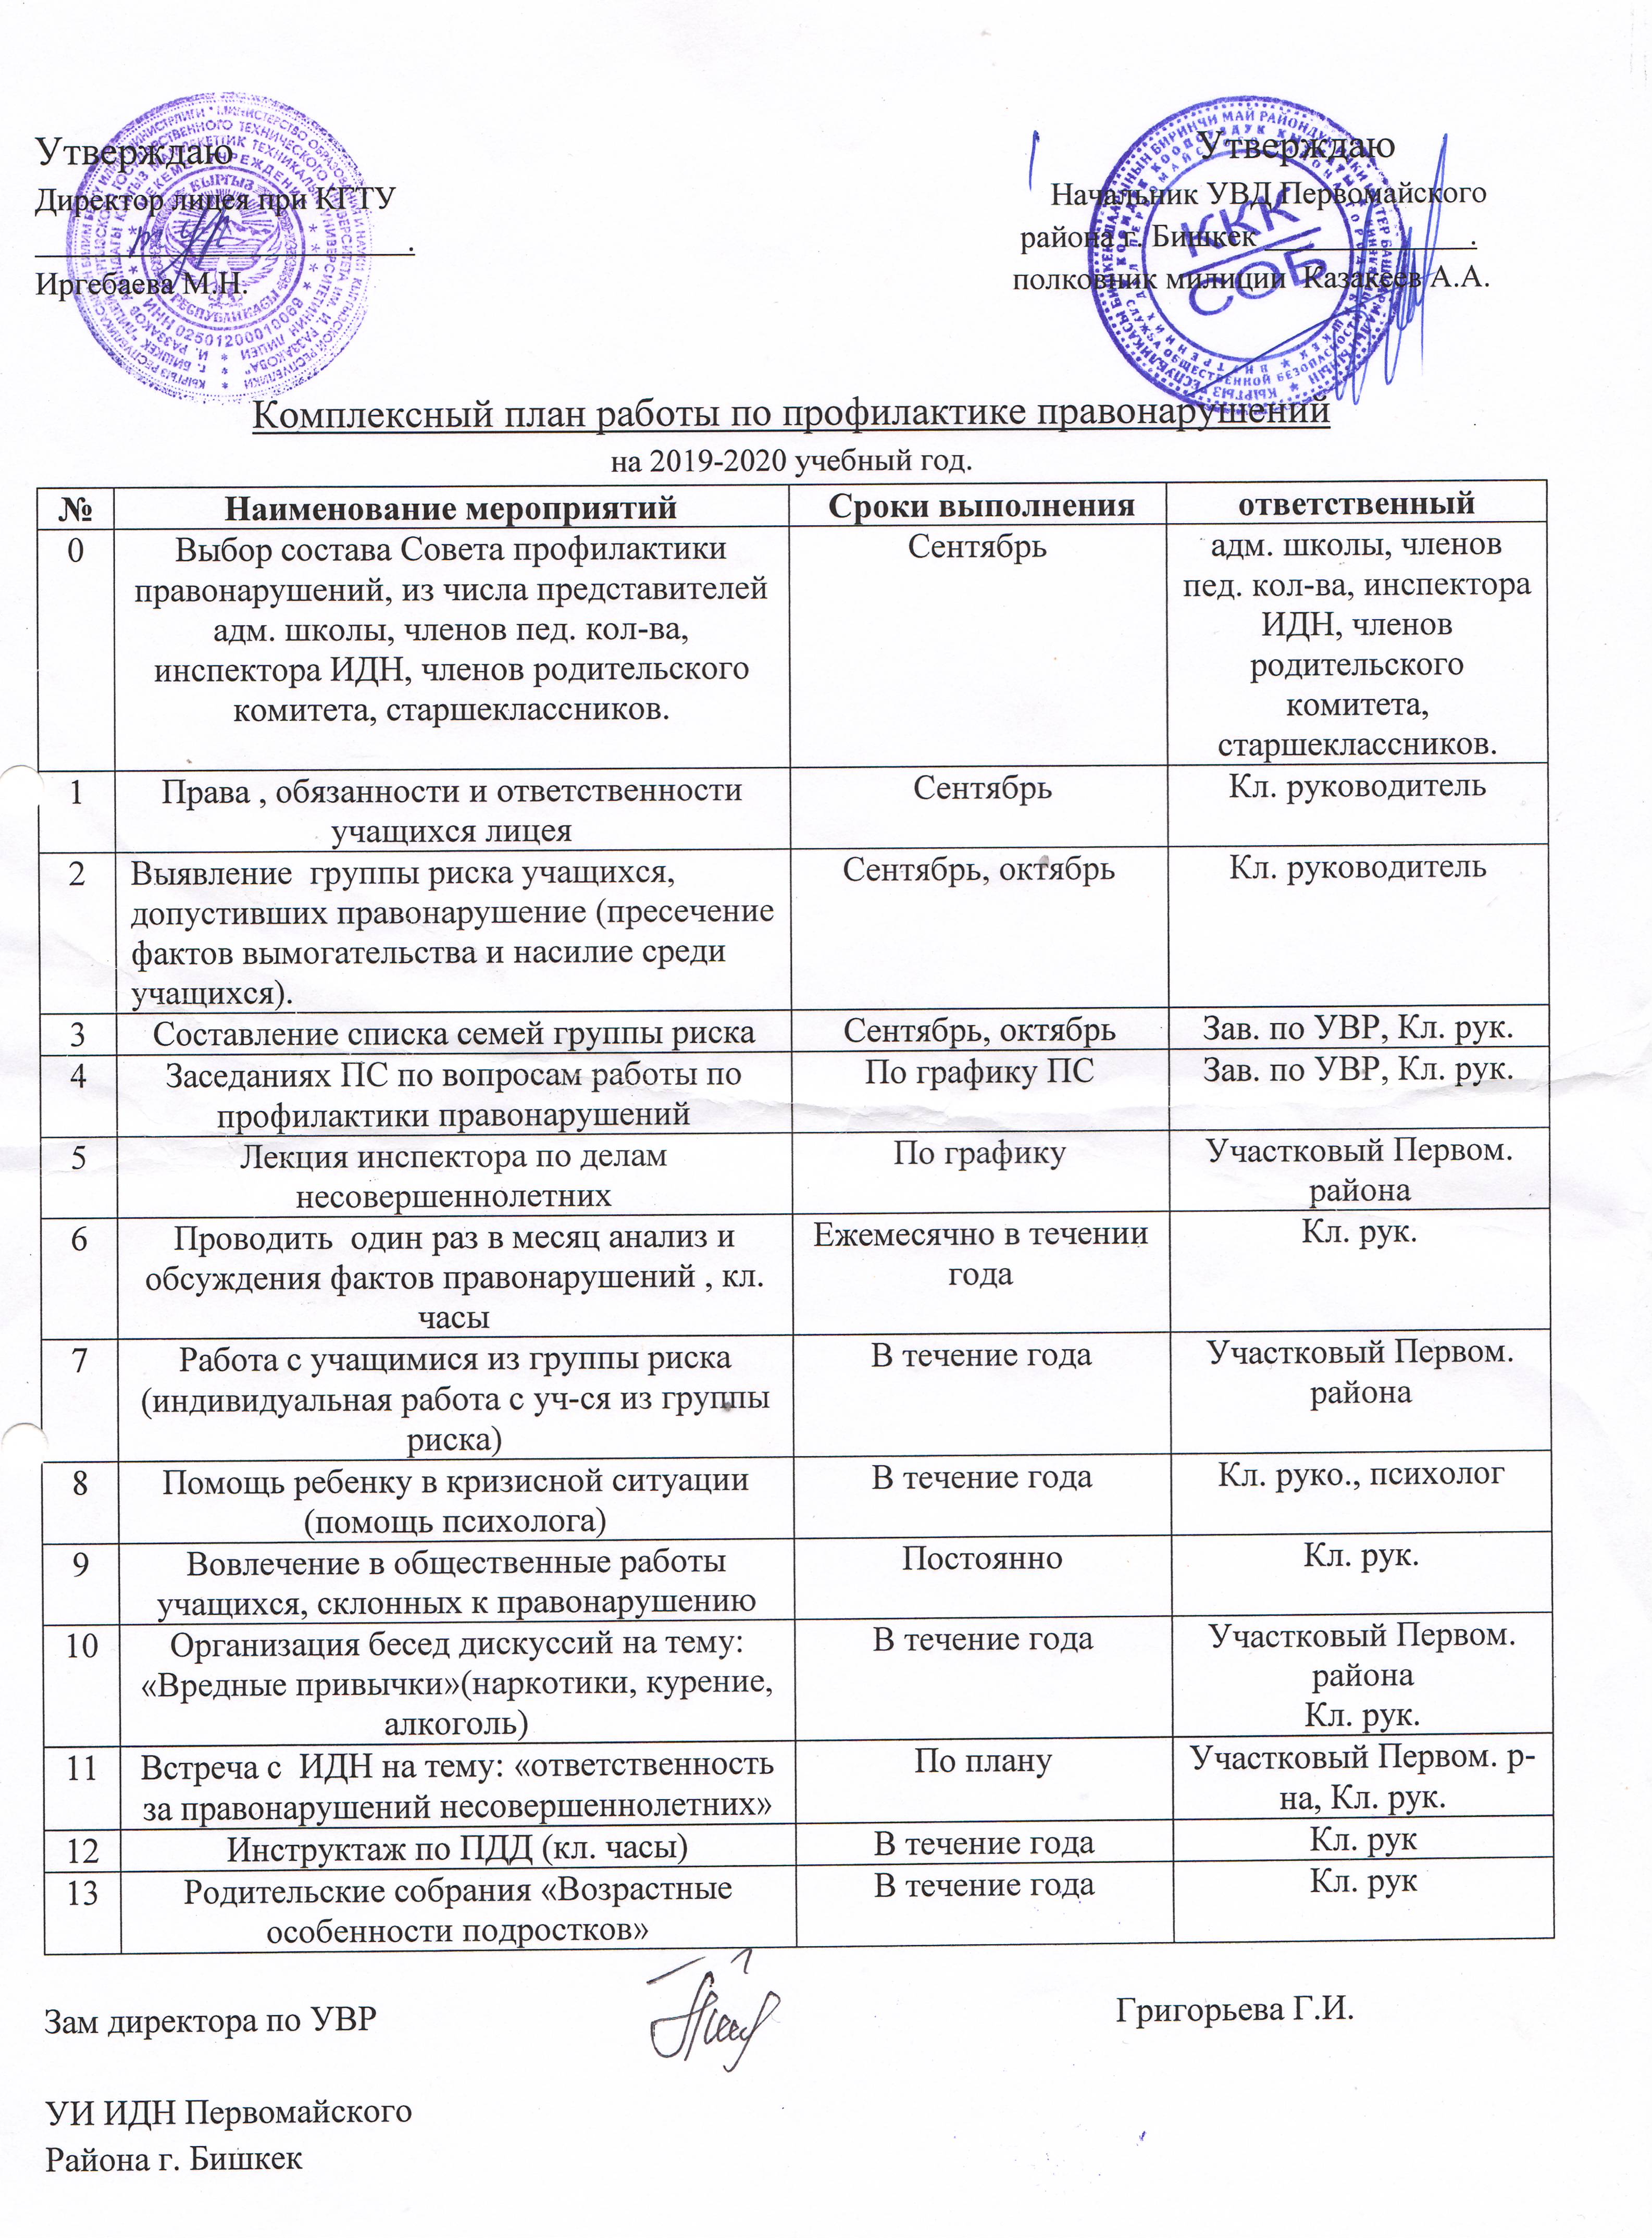 Утверждаю
Директор лицея при КГТУ
Иргебаева М.Н.
Утверждаю
Начальник УВД Первомайского
района г. Бишкек
полковник милиции Казакеев А.А.
ККК
СОБ
КЫРГЫЗ
РЕСПУБЛИКАСЫ
ИНН 02501200010069
Комплексный план работы по профилактике правонарушений
на 2019-2020 учебный год.
№ Наименование мероприятий Сроки выполнения ответственный
0 Выбор состава Совета профилактики Сентябрь адм. школы, членов
правонарушений, из числа представителей пед. кол-ва, инспектора
адм. школы, членов пед. кол-ва, ИДН, членов
инспектора ИДН, членов родительского родительского
комитета, старшеклассников. комитета,
старшеклассников.
1 Права , обязанности и ответственности Сентябрь Кл. руководитель
учащихся лицея
2 Выявление группы риска учащихся, Сентябрь, октябрь Кл. руководитель
допустивших правонарушение (пресечение
фактов вымогательства и насилие среди
учащихся).
3 Составление списка семей группы риска Сентябрь, октябрь Зав. по УВР, Кл. рук.
4 Заседаниях ПС по вопросам работы по По графику ПС Зав. по УВР, Кл. рук.
профилактики правонарушений
5 Лекция инспектора по делам По графику Участковый Первом.
несовершеннолетних района
6 Проводить один раз в месяц анализ и Ежемесячно в течении Кл. рук.
обсуждения фактов правонарушений , кл. года
часы
7 Работа с учащимися из группы риска В течение года Участковый Первом.
(индивидуальная работа с уч-ся из группы района
риска)
8 Помощь ребенку в кризисной ситуации В течение года Кл. руко., психолог
(помощь психолога)
9 Вовлечение в общественные работы Постоянно Кл. рук.
учащихся, склонных к правонарушению
10 Организация бесед дискуссий на тему: В течение года Участковый Первом.
«Вредные привычки»(наркотики, курение, района
алкоголь) Кл. рук.
11 Встреча с ИДН на тему: «ответственность По плану Участковый Первом. р-
за правонарушений несовершеннолетних» на, Кл. рук.
12 Инструктаж по ПДД (кл. часы) В течение года Кл. рук
13 Родительские собрания «Возрастные В течение года Кл. рук
особенности подростков»
Зам директора по УВР Григорьева Г.И.
УИ ИДН Первомайского
Района г. Бишкек